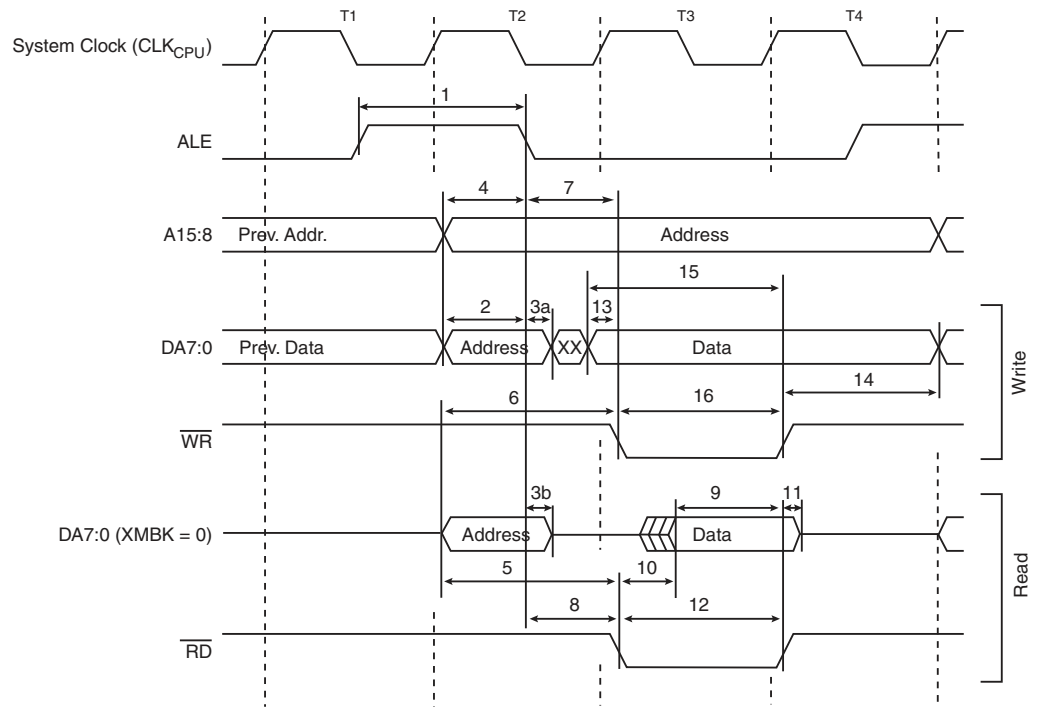 T1 T2 T3 T4
System Clock (CLKCPU)
1
ALE
4 7
A15:8 Prev. Addr. Address
15
2 3a 13
DA7:0 Prev. Data Address XX Data
14
6 16
WR
Write
3b 9 11
DA7:0 (XMBK = 0) Address Data
5 10
8 12
RD
Read